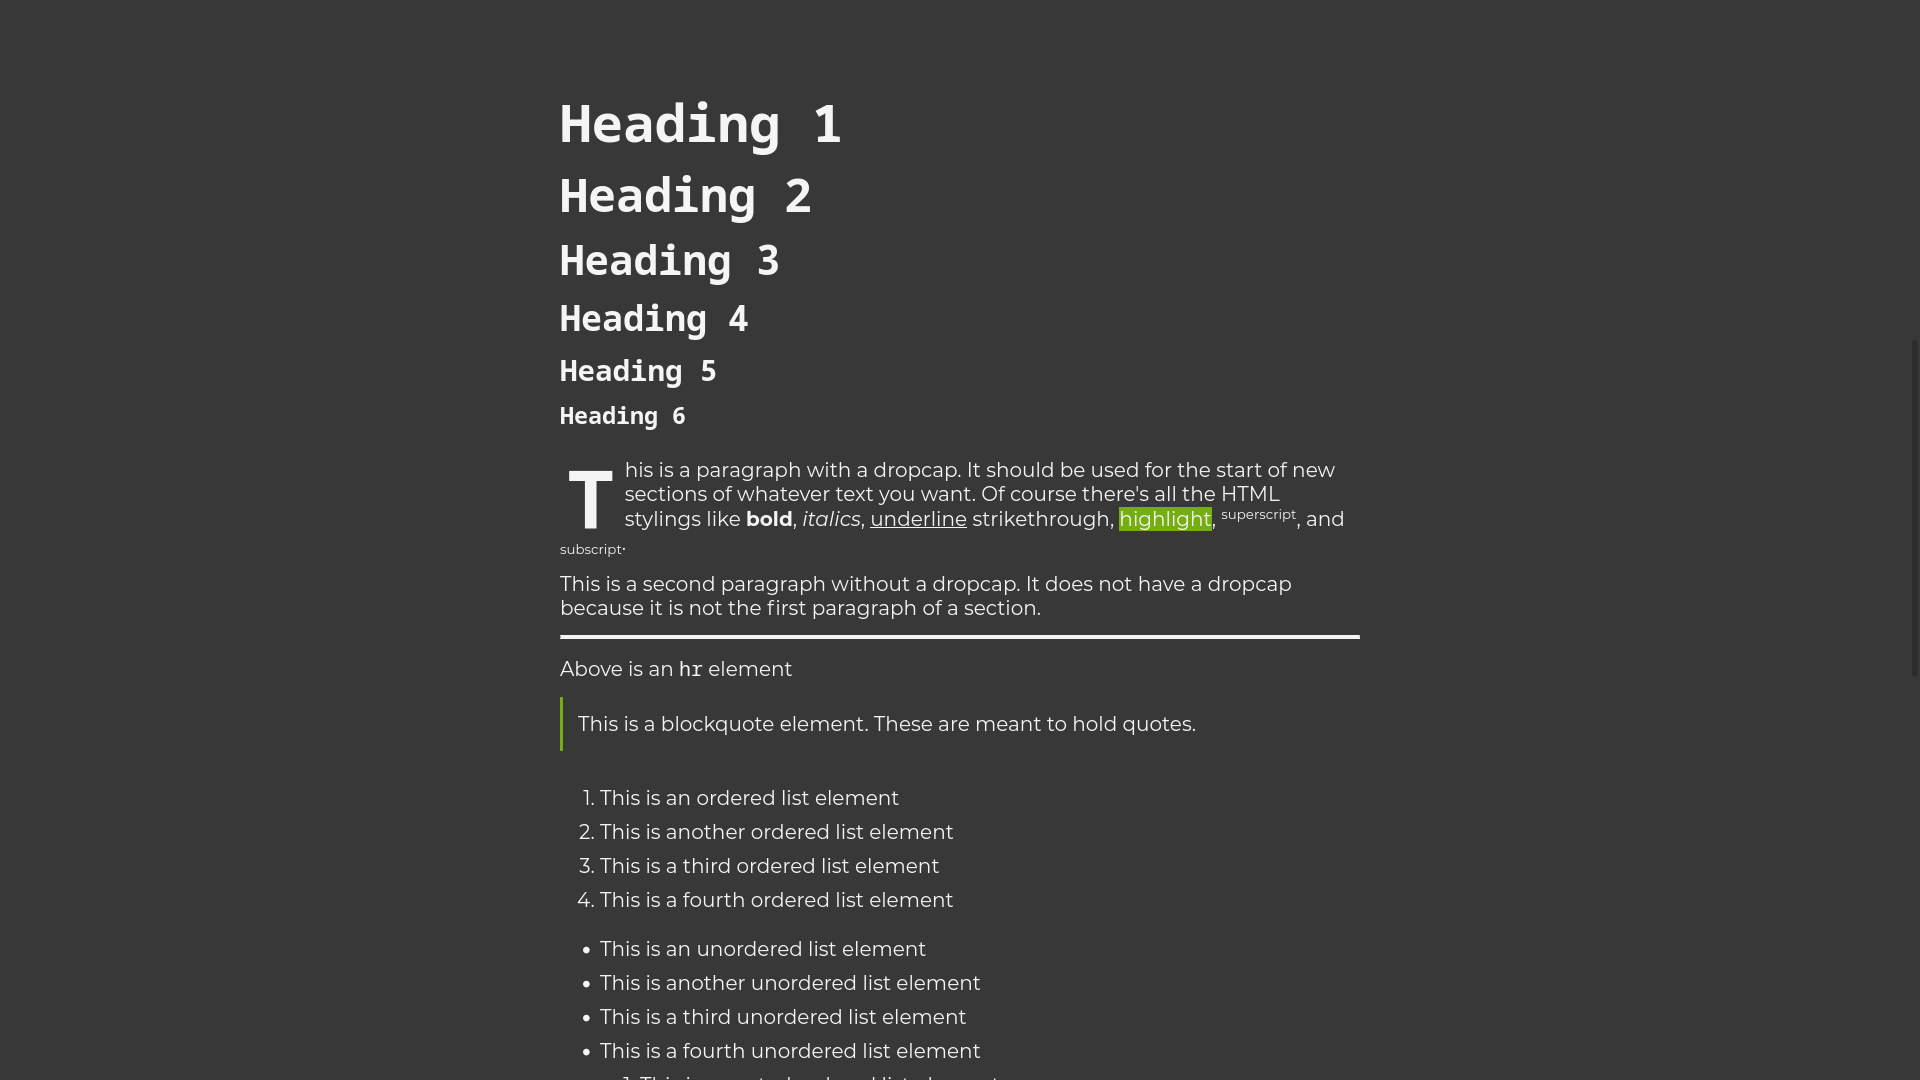 Heading 1
Heading 2
Heading 3
Heading 4
Heading 5
Heading 6
This is a paragraph with a dropcap. It should be used for the start of new
sections of whatever text you want. Of course there's all the HTML
stylings like bold, italics, underline strikethrough, highlight, superscript, and
subscript.
This is a second paragraph without a dropcap. It does not have a dropcap
because it is not the first paragraph of a section.
Above is an hr element
This is a blockquote element. These are meant to hold quotes.
1. This is an ordered list element
2. This is another ordered list element
3. This is a third ordered list element
4. This is a fourth ordered list element
• This is an unordered list element
• This is another unordered list element
• This is a third unordered list element
• This is a fourth unordered list element